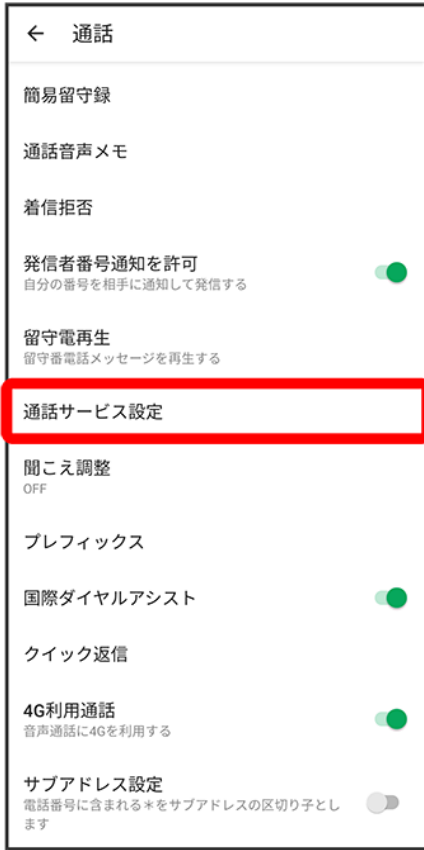 ← 通話
簡易留守録
通話音声メモ
着信拒否
発信者番号通知を許可
自分の番号を相手に通知して発信する
留守電再生
留守番電話メッセージを再生する
通話サービス設定
聞こえ調整
OFF
プレフィックス
国際ダイヤルアシスト
クイック返信
4G利用通話
音声通話に4Gを利用する
サブアドレス設定
電話番号に含まれる＊をサブアドレスの区切り子とし
ます